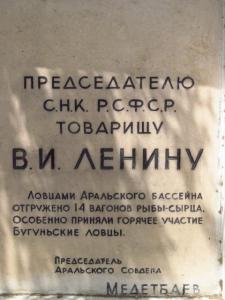 ПРЕДСЕДАТЕЛЮ
С.Н.К. Р.С.Ф.С.Р.
ТОВАРИЩУ
В.И. ЛЕНИНУ
ЛОВЦАМИ АРАЛЬСКОГО БАССЕЙНА
ОТГРУЖЕНО 14 ВАГОНОВ РЫБЫ-СЫРЦА.
ОСОБЕННО ПРИНЯЛИ ГОРЯЧЕЕ УЧАСТИЕ
БУГУНЬСКИЕ ЛОВЦЫ.
ПРЕДСЕДАТЕЛЬ
АРАЛЬСКОГО СОВДЕПА
МЕДЕТБАЕВ